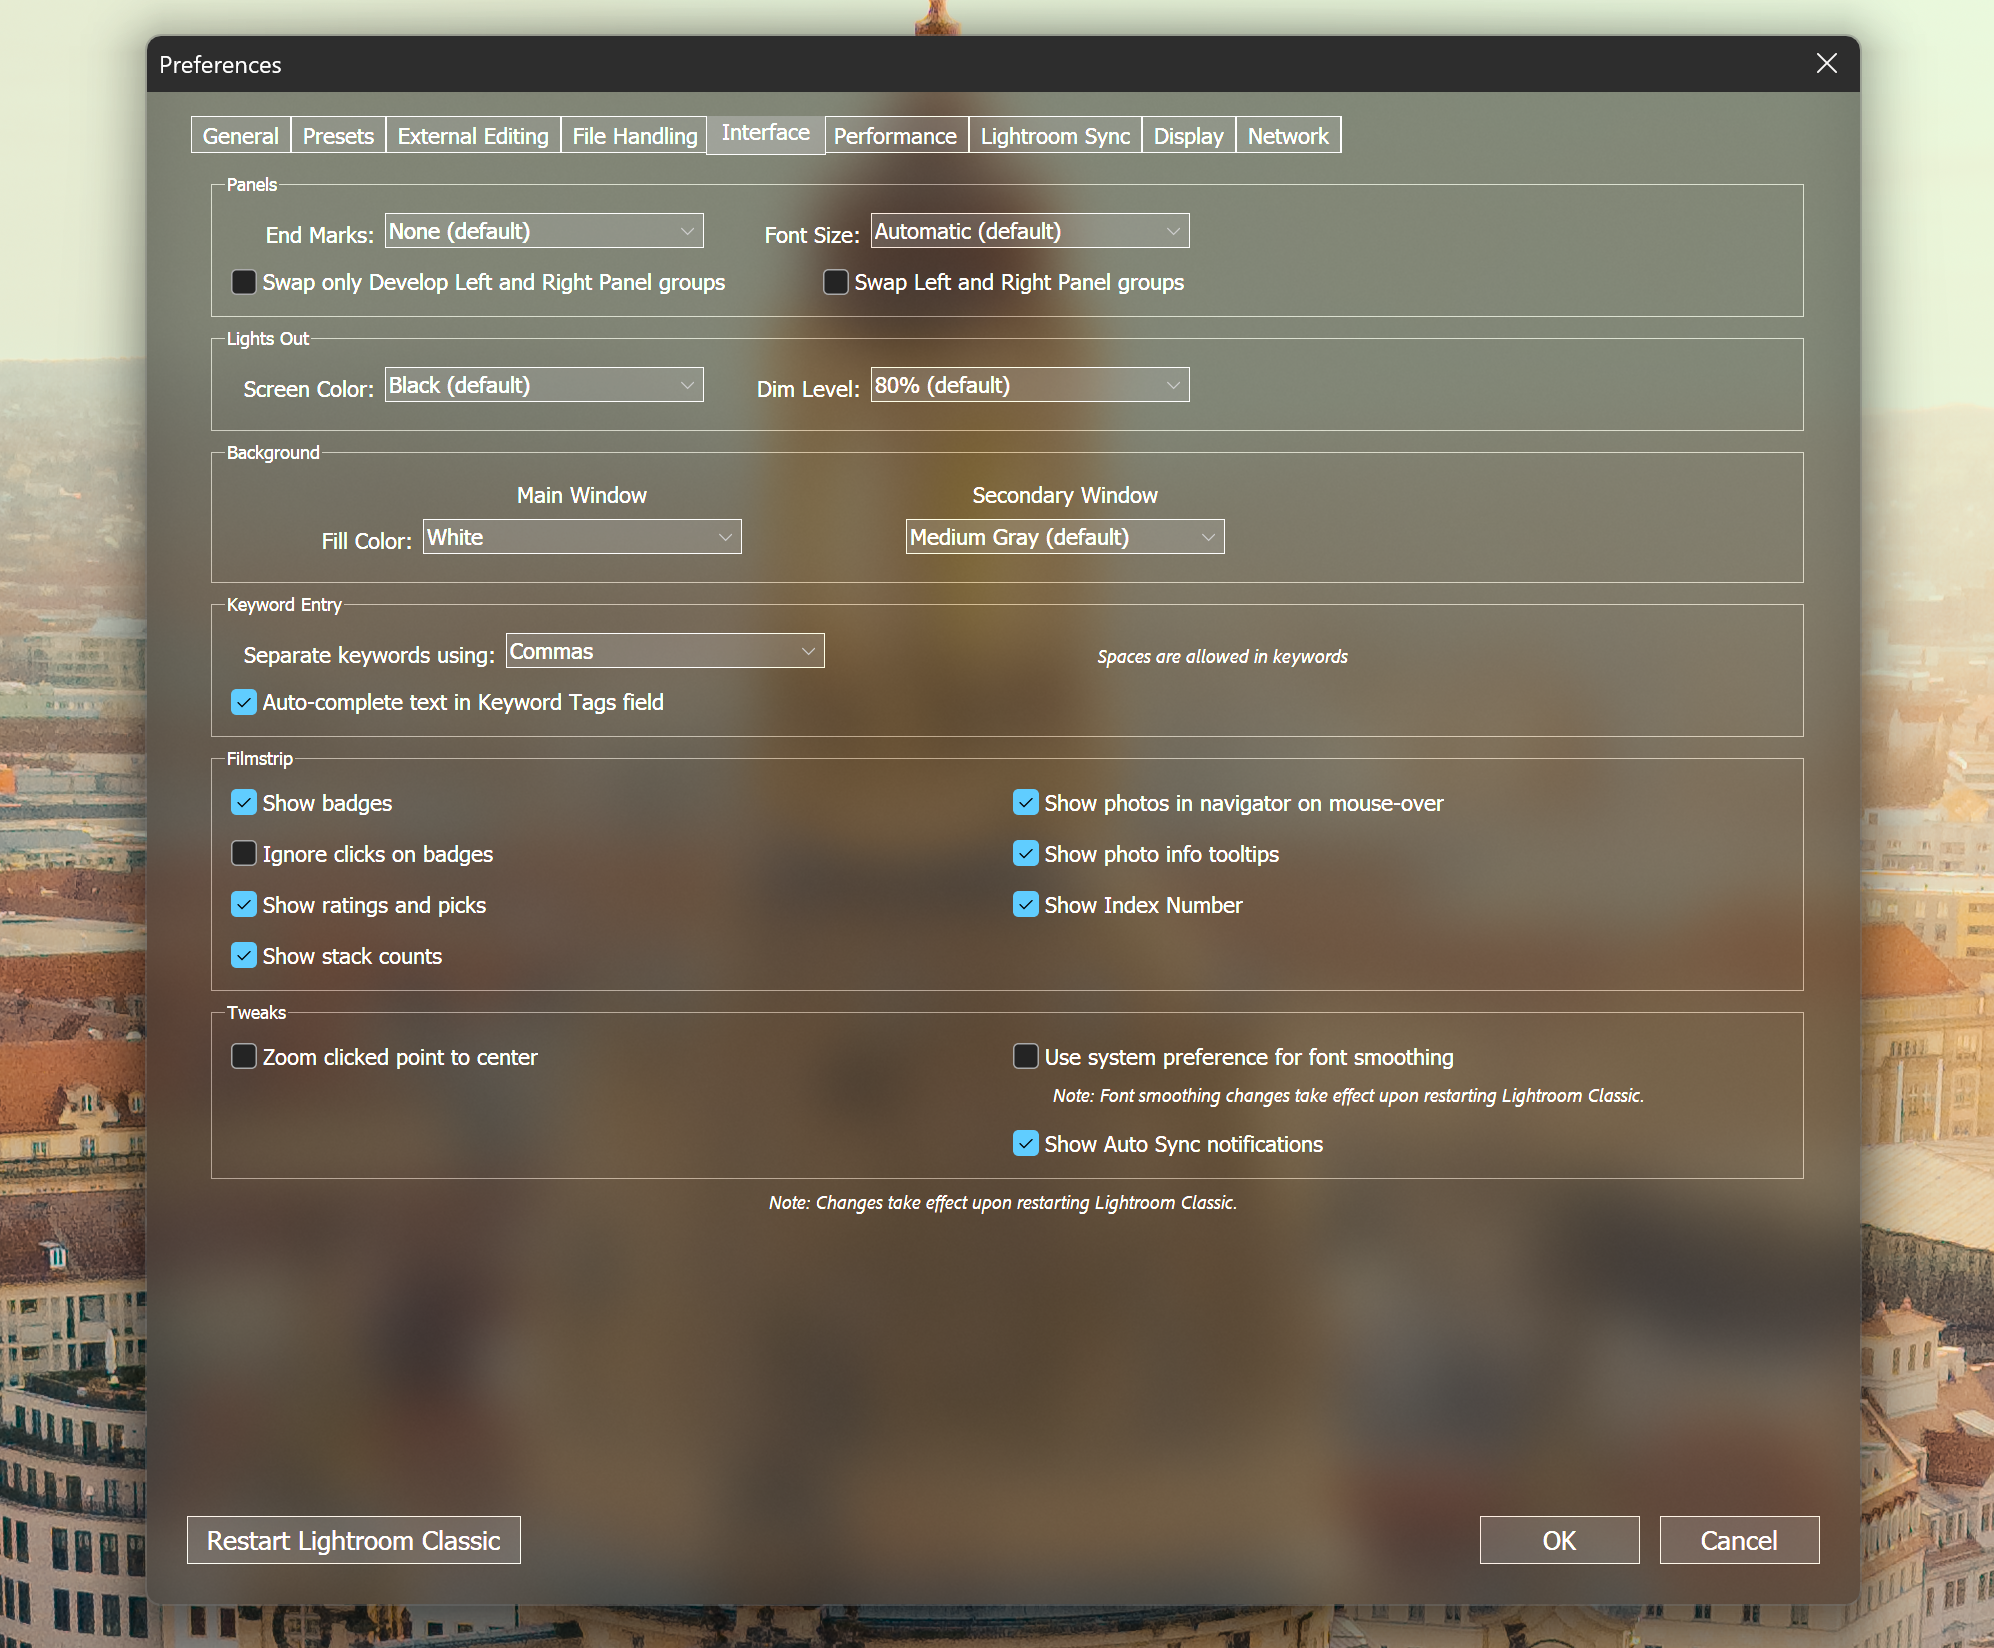 Preferences
General Presets External Editing File Handling Interface Performance Lightroom Sync Display Network
Panels
End Marks: None (default) Font Size: Automatic (default)
Swap only Develop Left and Right Panel groups Swap Left and Right Panel groups
Lights Out
Screen Color: Black (default) Dim Level: 80% (default)
Background
Main Window Secondary Window
Fill Color: White Medium Gray (default)
Keyword Entry
Separate keywords using: Commas Spaces are allowed in keywords
Auto-complete text in Keyword Tags field
Filmstrip
Show badges Show photos in navigator on mouse-over
Ignore clicks on badges Show photo info tooltips
Show ratings and picks Show Index Number
Show stack counts
Tweaks
Zoom clicked point to center Use system preference for font smoothing
Note: Font smoothing changes take effect upon restarting Lightroom Classic.
Show Auto Sync notifications
Note: Changes take effect upon restarting Lightroom Classic.
Restart Lightroom Classic OK Cancel